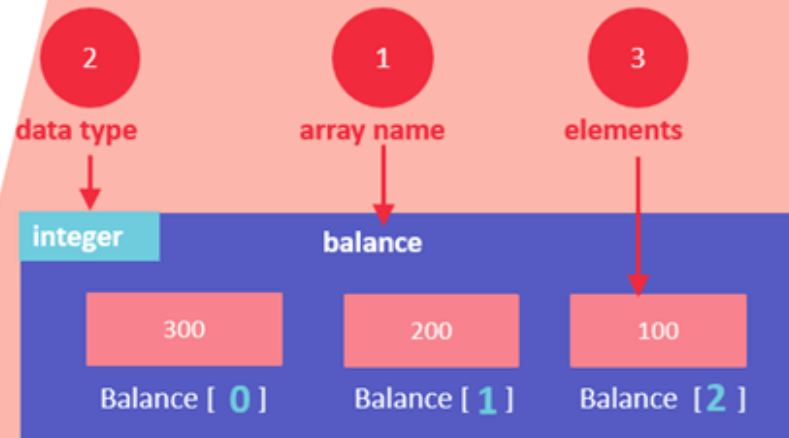 2 1 3
data type array name elements
integer balance
300 200 100
Balance [ 0 ] Balance [ 1 ] Balance [2 ]